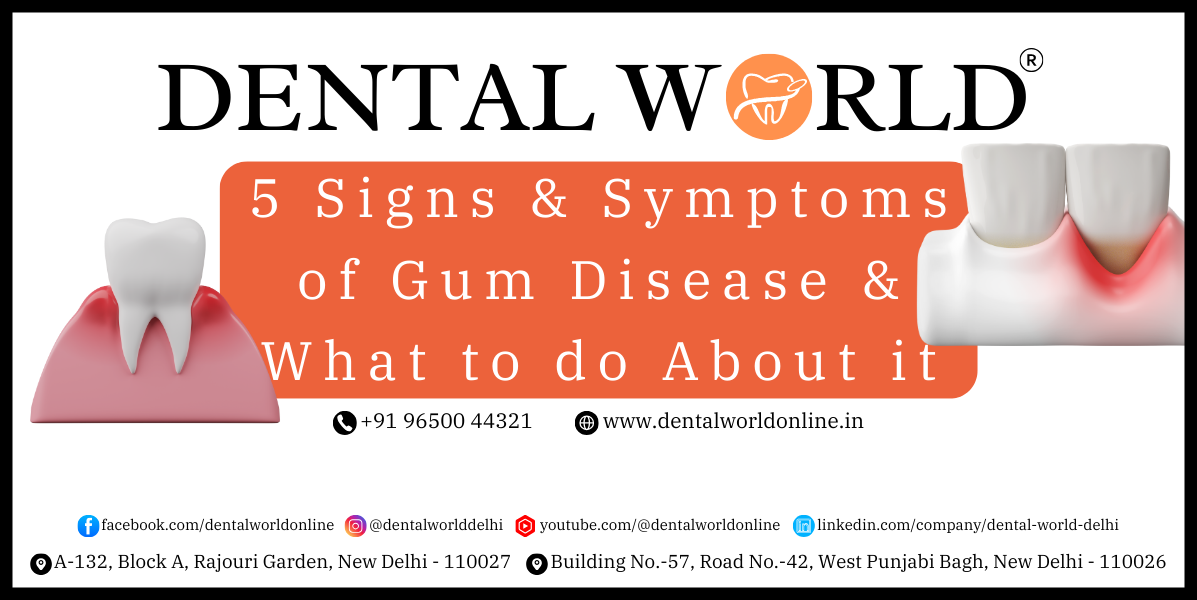 DENTAL WORLD®
5 Signs & Symptoms
of Gum Disease &
What to do About it
+91 96500 44321 www.dentalworldonline.in
facebook.com/dentalworldonline @dentalworlddelhi youtube.com/@dentalworldonline linkedin.com/company/dental-world-delhi
A-132, Block A, Rajouri Garden, New Delhi - 110027 Building No.-57, Road No.-42, West Punjabi Bagh, New Delhi - 110026